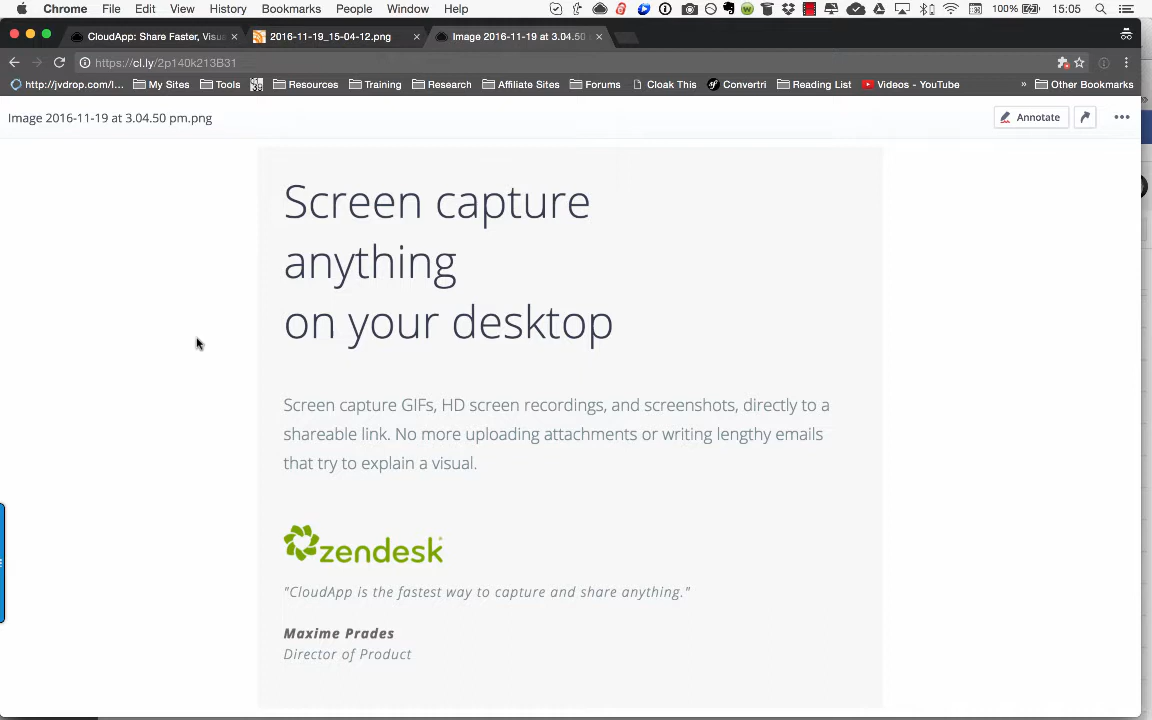 Chrome File Edit View History Bookmarks People Window Help 100% 15:05
CloudApp: Share Faster, Visu
2016-11-19_15-04-12.png
Image 2016-11-19 at 3.04.50
https://cl.ly/2p140k213B31
http://jvdrop.com/l... My Sites Tools Resources Training Research Affiliate Sites Forums Cloak This Convertri Reading List Videos - YouTube » Other Bookmarks
Image 2016-11-19 at 3.04.50 pm.png
Annotate
Screen capture
anything
on your desktop
Screen capture GIFs, HD screen recordings, and screenshots, directly to a
shareable link. No more uploading attachments or writing lengthy emails
that try to explain a visual.
zendesk
"CloudApp is the fastest way to capture and share anything."
Maxime Prades
Director of Product